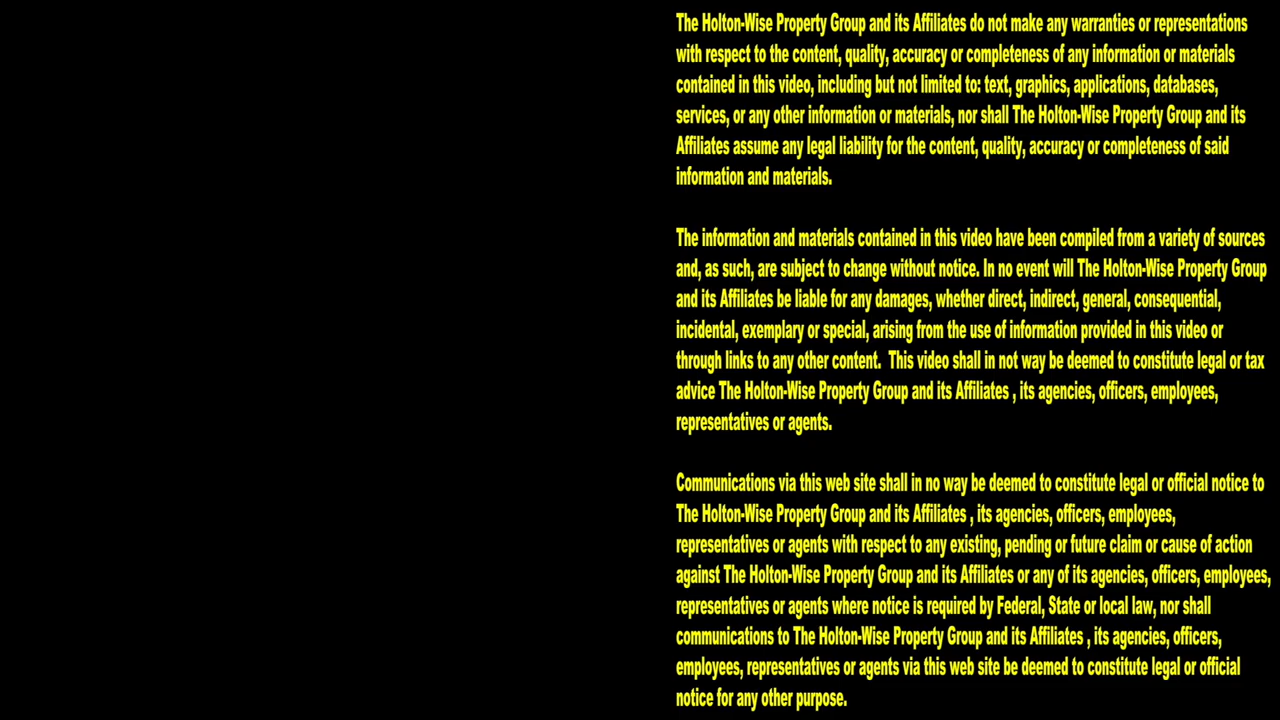 The Holton-Wise Property Group and its Affiliates do not make any warranties or representations
with respect to the content, quality, accuracy or completeness of any information or materials
contained in this video, including but not limited to: text, graphics, applications, databases,
services, or any other information or materials, nor shall The Holton-Wise Property Group and its
Affiliates assume any legal liability for the content, quality, accuracy or completeness of said
information and materials.
The information and materials contained in this video have been compiled from a variety of sources
and, as such, are subject to change without notice. In no event will The Holton-Wise Property Group
and its Affiliates be liable for any damages, whether direct, indirect, general, consequential,
incidental, exemplary or special, arising from the use of information provided in this video or
through links to any other content.  This video shall in not way be deemed to constitute legal or tax
advice The Holton-Wise Property Group and its Affiliates , its agencies, officers, employees,
representatives or agents.
Communications via this web site shall in no way be deemed to constitute legal or official notice to
The Holton-Wise Property Group and its Affiliates , its agencies, officers, employees,
representatives or agents with respect to any existing, pending or future claim or cause of action
against The Holton-Wise Property Group and its Affiliates or any of its agencies, officers, employees,
representatives or agents where notice is required by Federal, State or local law, nor shall
communications to The Holton-Wise Property Group and its Affiliates , its agencies, officers,
employees, representatives or agents via this web site be deemed to constitute legal or official
notice for any other purpose.